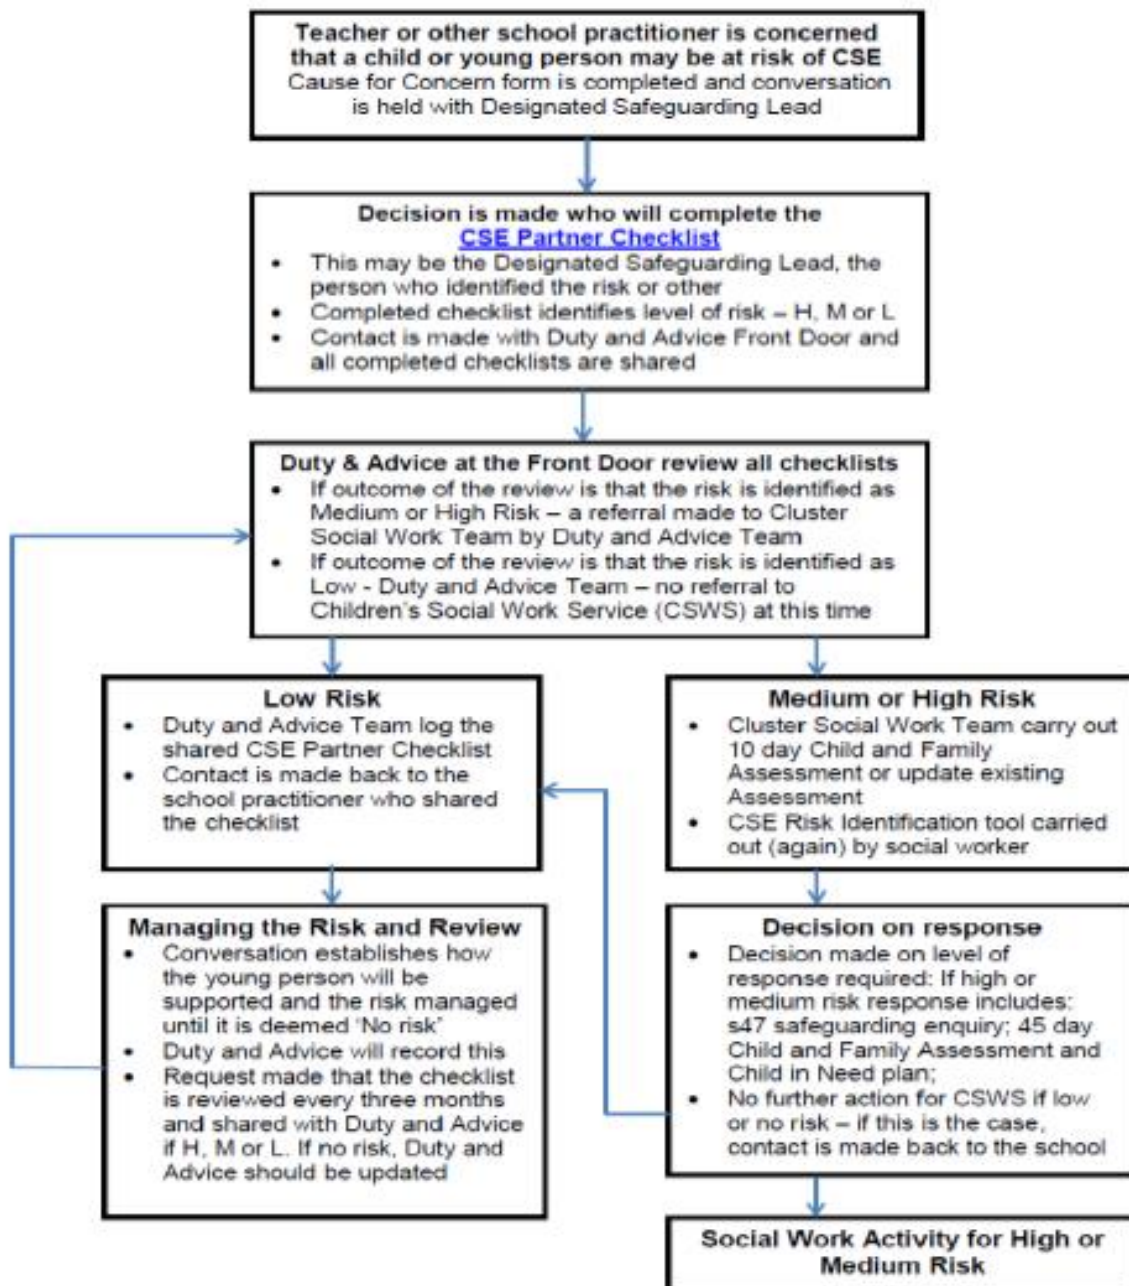 Teacher or other school practitioner is concerned
that a child or young person may be at risk of CSE
Cause for Concern form is completed and conversation
is held with Designated Safeguarding Lead
Decision is made who will complete the
CSE Partner Checklist
• This may be the Designated Safeguarding Lead, the
person who identified the risk or other
• Completed checklist identifies level of risk – H, M or L
• Contact is made with Duty and Advice Front Door and
all completed checklists are shared
Duty & Advice at the Front Door review all checklists
• If outcome of the review is that the risk is identified as
Medium or High Risk – a referral made to Cluster
Social Work Team by Duty and Advice Team
• If outcome of the review is that the risk is identified as
Low - Duty and Advice Team – no referral to
Children's Social Work Service (CSWS) at this time
Low Risk
• Duty and Advice Team log the
shared CSE Partner Checklist
• Contact is made back to the
school practitioner who shared
the checklist
Medium or High Risk
• Cluster Social Work Team carry out
10 day Child and Family
Assessment or update existing
Assessment
• CSE Risk Identification tool carried
out (again) by social worker
Managing the Risk and Review
• Conversation establishes how
the young person will be
supported and the risk managed
until it is deemed 'No risk'
• Duty and Advice will record this
• Request made that the checklist
is reviewed every three months
and shared with Duty and Advice
if H, M or L. If no risk, Duty and
Advice should be updated
Decision on response
• Decision made on level of
response required: If high or
medium risk response includes:
s47 safeguarding enquiry; 45 day
Child and Family Assessment and
Child in Need plan;
• No further action for CSWS if low
or no risk – if this is the case,
contact is made back to the school
Social Work Activity for High or
Medium Risk